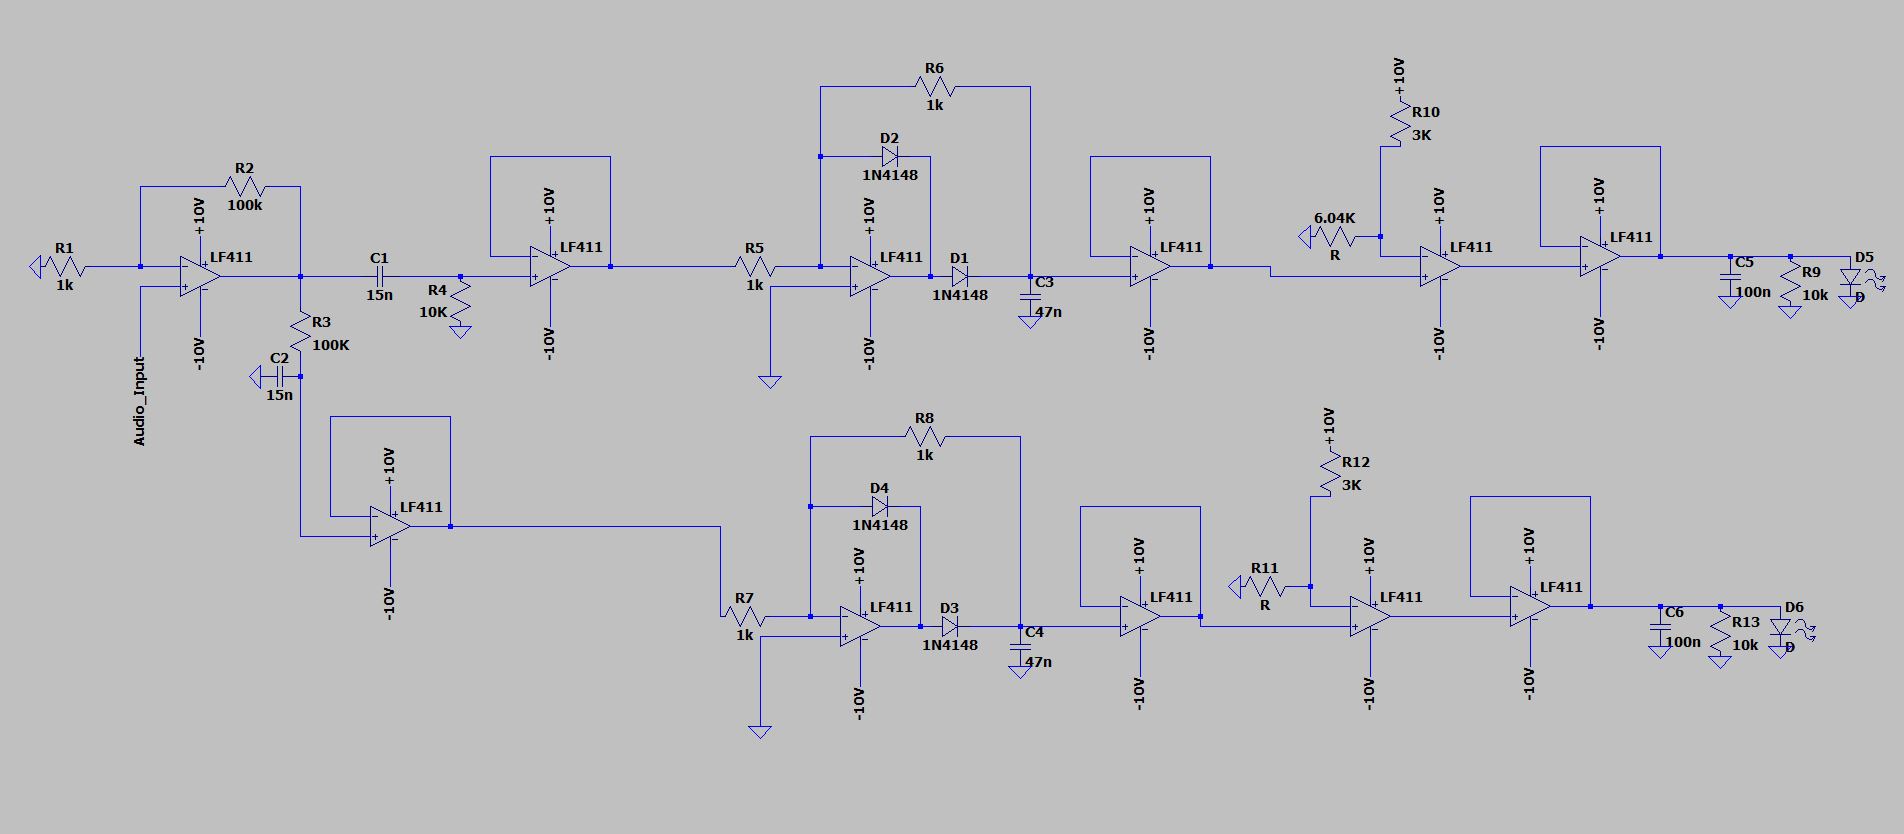 R6
1k
+10V
R10
3K
D2
1N4148
R2
100k
+10V
LF411
R1
1k
-10V
Audio_Input
C1
15n
R4
10K
R3
100K
C2
15n
+10V
LF411
-10V
R5
1k
+10V
LF411
-10V
D1
1N4148
C3
47n
+10V
LF411
-10V
6.04K
R
+10V
LF411
-10V
+10V
LF411
-10V
C5
100n
R9
10k
D5
D
R8
1k
D4
1N4148
+10V
LF411
-10V
R7
1k
+10V
LF411
-10V
D3
1N4148
C4
47n
+10V
LF411
-10V
+10V
R12
3K
R11
R
+10V
LF411
-10V
+10V
LF411
-10V
C6
100n
R13
10k
D6
D